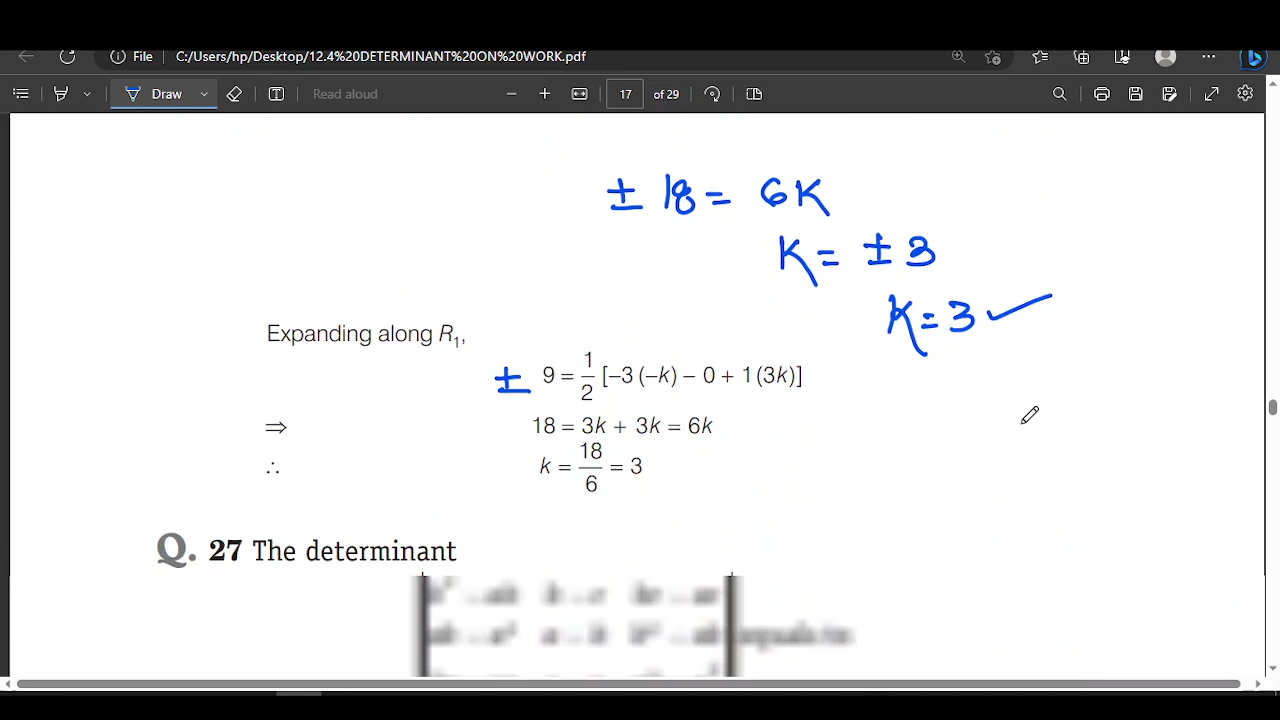 File C:/Users/hp/Desktop/12.4%20DETERMINANT%20ON%20WORK.pdf
Draw Read aloud 17 of 29
± 18 = 6K
K = ± 3
K = 3 ✓
Expanding along R₁,
± 9 = 1/2 [–3 (–k) – 0 + 1 (3k)]
⇒ 18 = 3k + 3k = 6k
∴ k = 18/6 = 3
Q. 27 The determinant